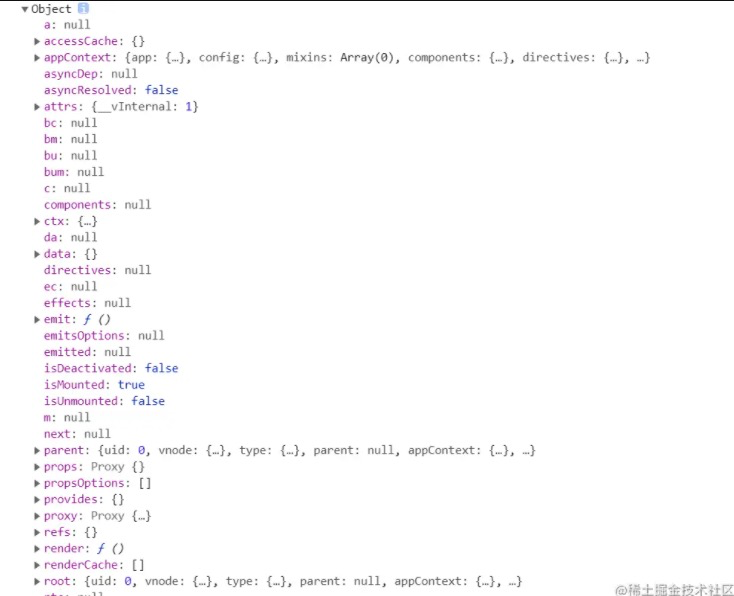 Object i
a: null
accessCache: {}
appContext: {app: {…}, config: {…}, mixins: Array(0), components: {…}, directives: {…}, …}
asyncDep: null
asyncResolved: false
attrs: {__vInternal: 1}
bc: null
bm: null
bu: null
bum: null
c: null
components: null
ctx: {…}
da: null
data: {}
directives: null
ec: null
effects: null
emit: ƒ ()
emitsOptions: null
emitted: null
isDeactivated: false
isMounted: true
isUnmounted: false
m: null
next: null
parent: {uid: 0, vnode: {…}, type: {…}, parent: null, appContext: {…}, …}
props: Proxy {}
propsOptions: []
provides: {}
proxy: Proxy {…}
refs: {}
render: ƒ ()
renderCache: []
root: {uid: 0, vnode: {…}, type: {…}, parent: null, appContext: {…}, …}
@稀土掘金技术社区